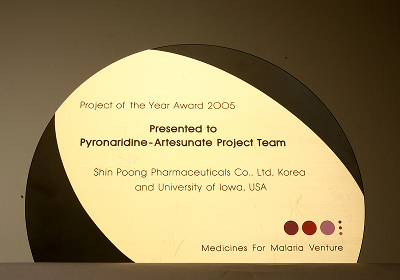 Project of the Year Award 2005
Presented to
Pyronaridine-Artesunate Project Team
Shin Poong Pharmaceuticals Co., Ltd, Korea
and University of Iowa, USA
Medicines For Malaria Venture